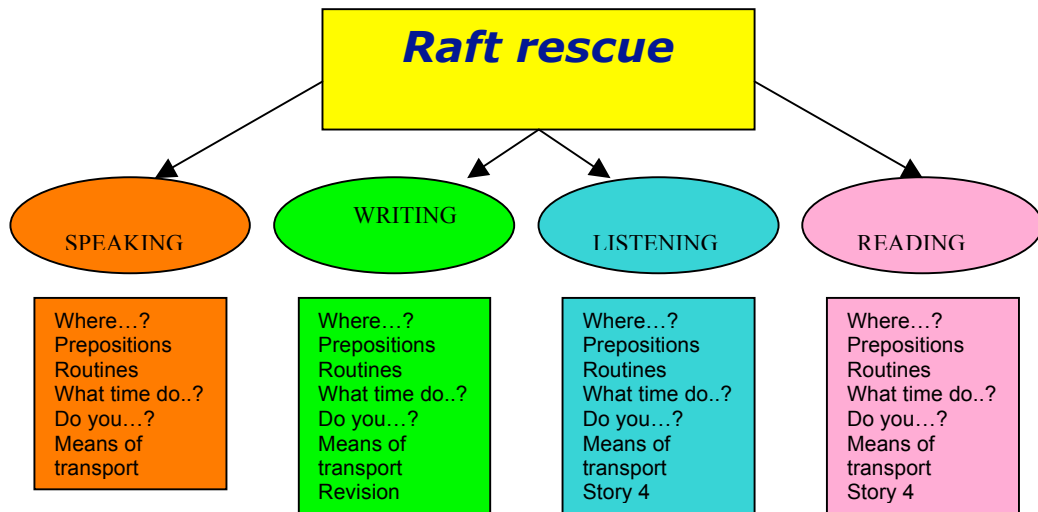 Raft rescue
SPEAKING
WRITING
LISTENING
READING
Where…?
Prepositions
Routines
What time do..?
Do you…?
Means of
transport
Where…?
Prepositions
Routines
What time do..?
Do you…?
Means of
transport
Revision
Where…?
Prepositions
Routines
What time do..?
Do you…?
Means of
transport
Story 4
Where…?
Prepositions
Routines
What time do..?
Do you…?
Means of
transport
Story 4